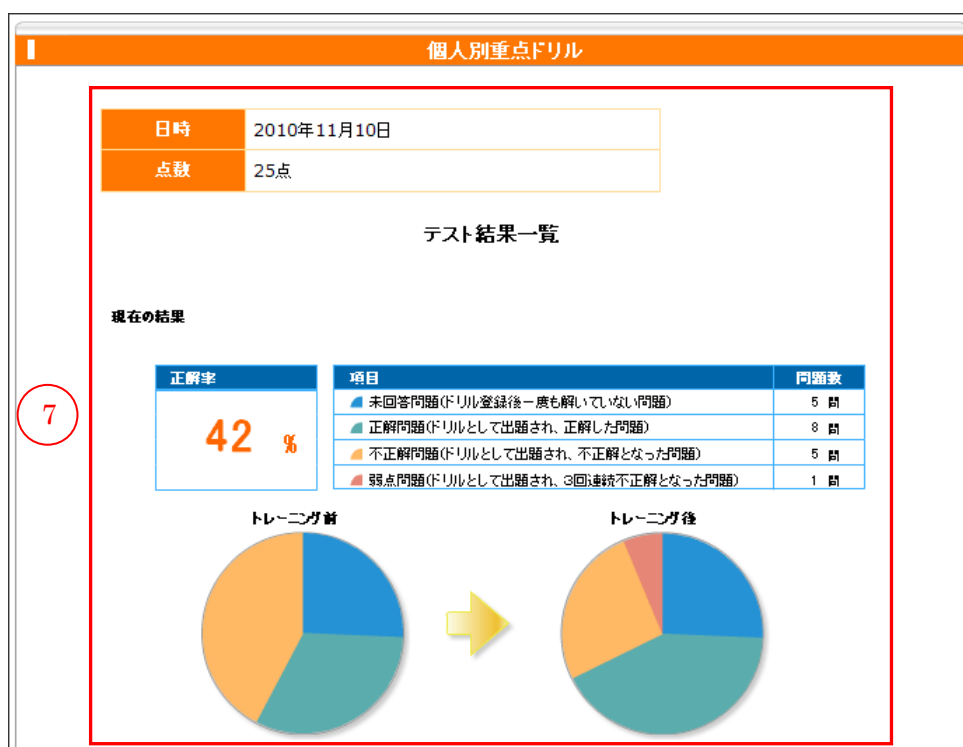 個人別重点ドリル
日時 2010年11月10日
点数 25点
テスト結果一覧
現在の結果
7
正解率
42 %
項目 問題数
未回答問題(ドリル登録後一度も解いていない問題) 5 問
正解問題(ドリルとして出題され、正解した問題) 8 問
不正解問題(ドリルとして出題され、不正解となった問題) 5 問
弱点問題(ドリルとして出題され、3回連続不正解となった問題) 1 問
トレーニング前 トレーニング後